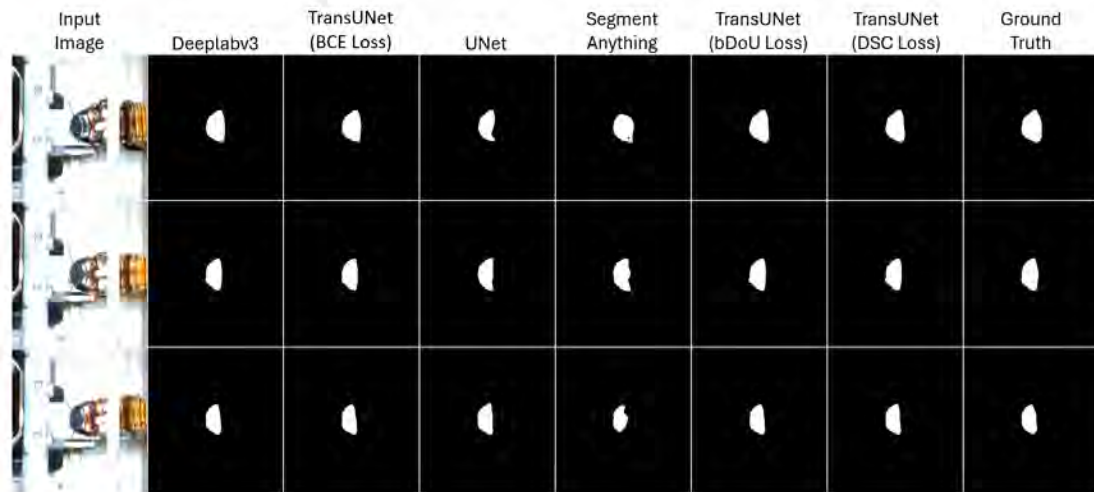 Input
Image
Deeplabv3
TransUNet
(BCE Loss)
UNet
Segment
Anything
TransUNet
(bDoU Loss)
TransUNet
(DSC Loss)
Ground
Truth